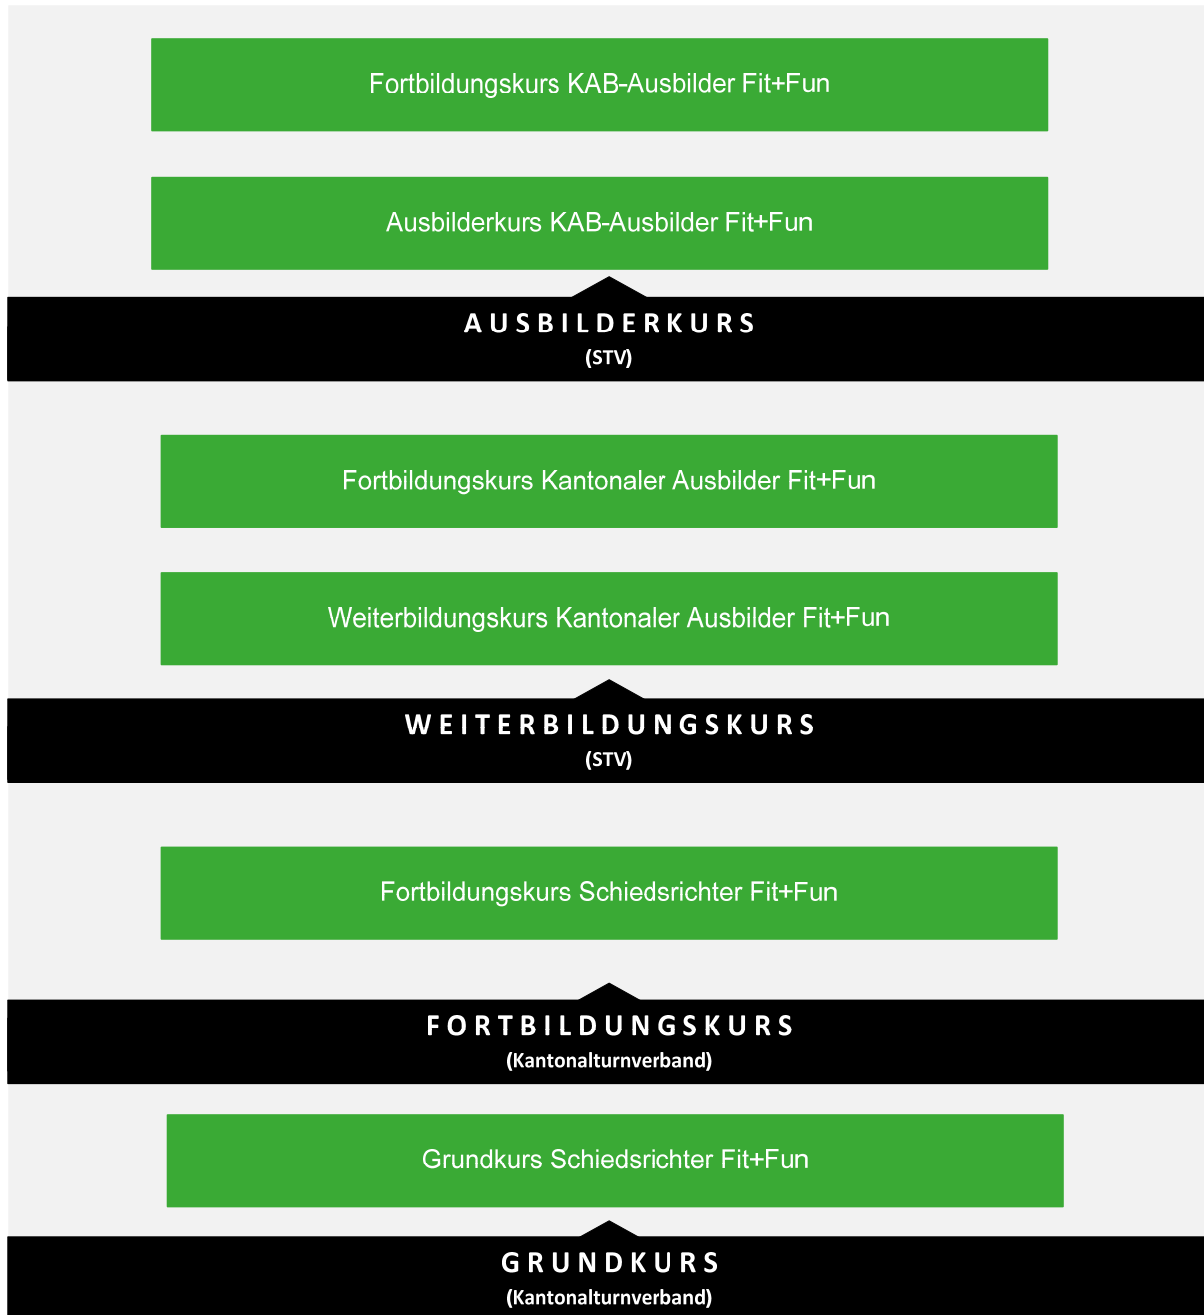 Fortbildungskurs KAB-Ausbilder Fit+Fun
Ausbilderkurs KAB-Ausbilder Fit+Fun
AUSBILDERKURS
(STV)
Fortbildungskurs Kantonaler Ausbilder Fit+Fun
Weiterbildungskurs Kantonaler Ausbilder Fit+Fun
WEITERBILDUNGSKURS
(STV)
Fortbildungskurs Schiedsrichter Fit+Fun
FORTBILDUNGSKURS
(Kantonalturnverband)
Grundkurs Schiedsrichter Fit+Fun
GRUNDKURS
(Kantonalturnverband)